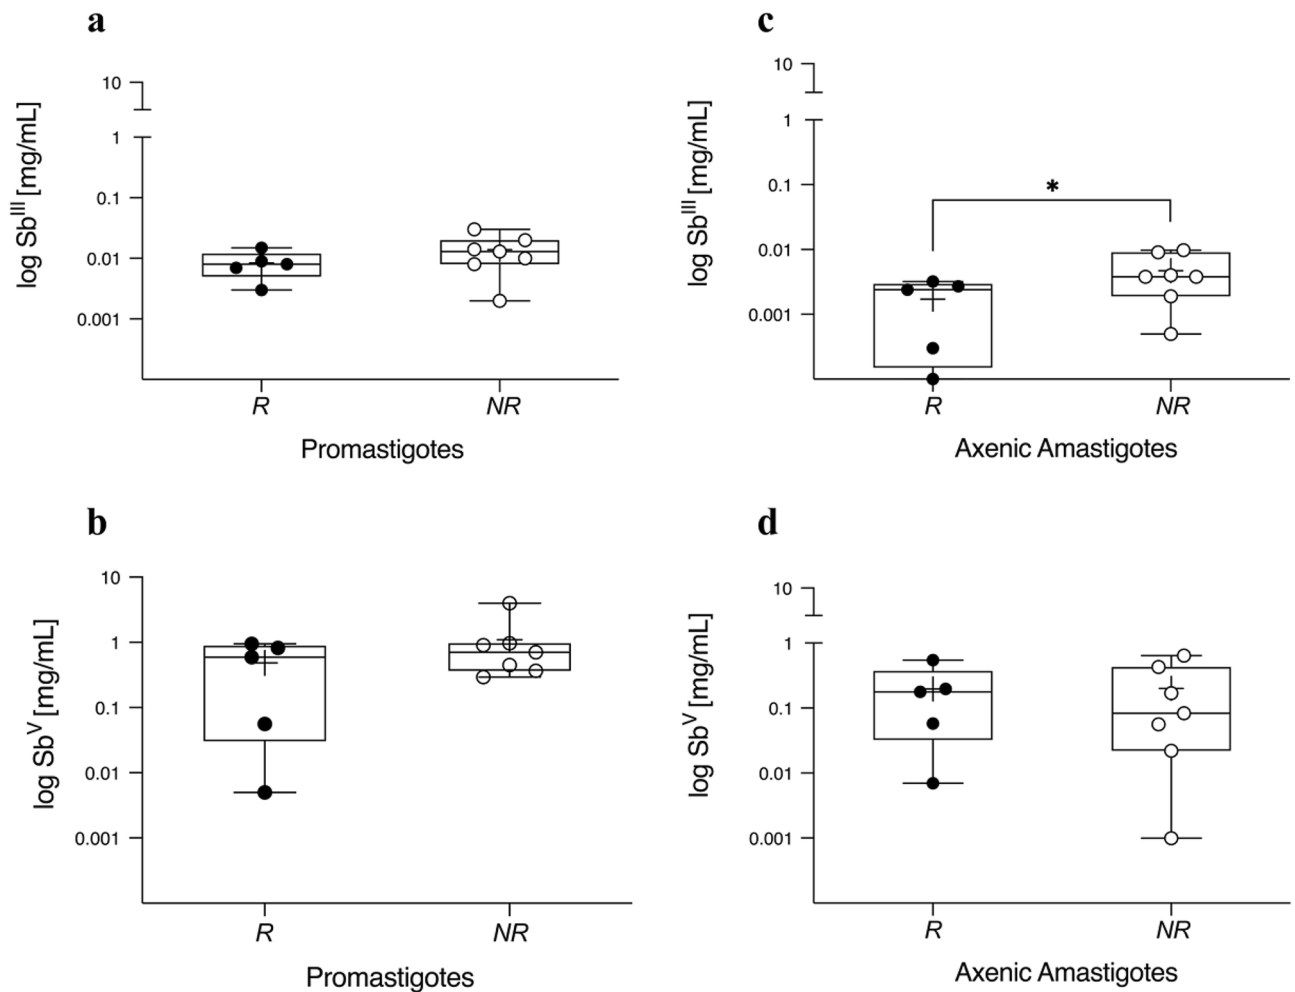 a
10
1
0.1
0.01
0.001
log Sb^III [mg/mL]
R
NR
Promastigotes
c
10
1
0.1
0.01
0.001
log Sb^III [mg/mL]
*
R
NR
Axenic Amastigotes
b
10
1
0.1
0.01
0.001
log Sb^V [mg/mL]
R
NR
Promastigotes
d
10
1
0.1
0.01
0.001
log Sb^V [mg/mL]
R
NR
Axenic Amastigotes